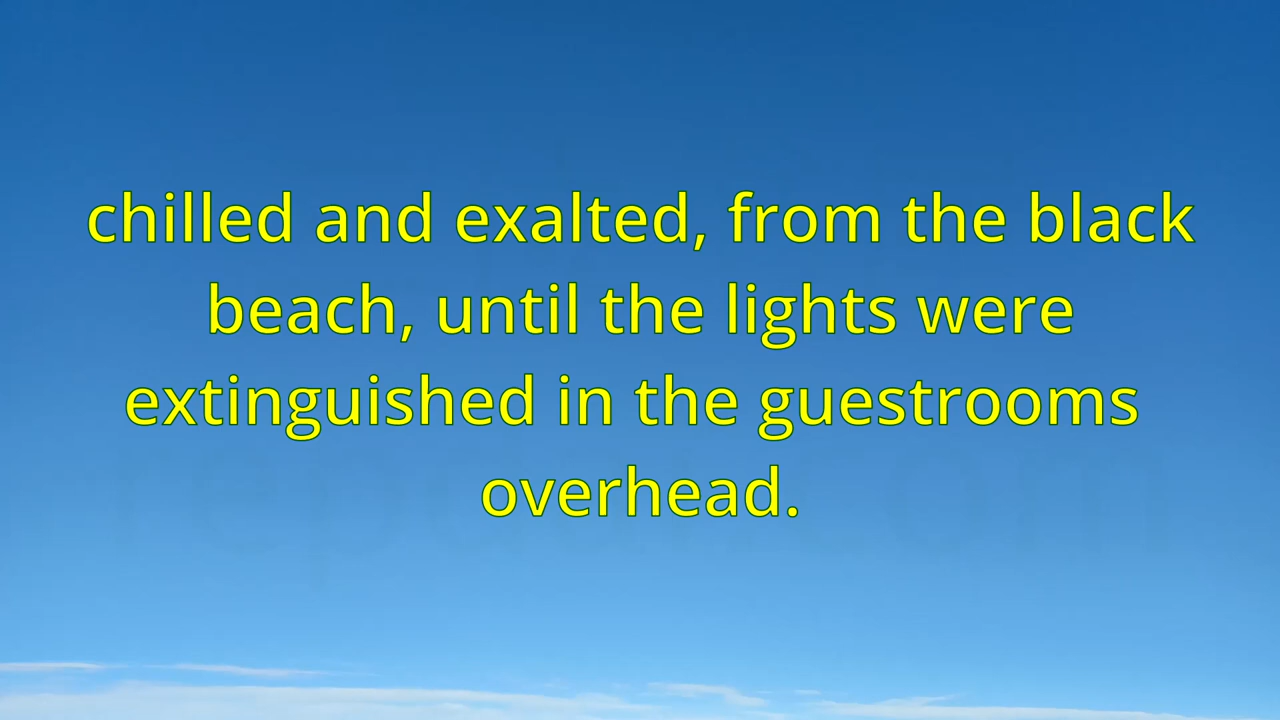 chilled and exalted, from the black
beach, until the lights were
extinguished in the guestrooms
overhead.